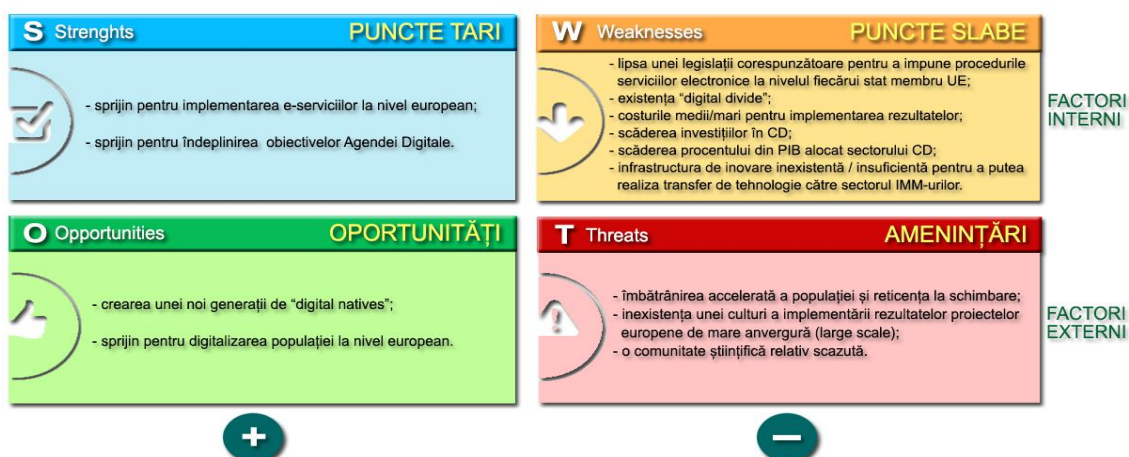 S Strenghts PUNCTE TARI
- sprijin pentru implementarea e-serviciilor la nivel european;
- sprijin pentru îndeplinirea obiectivelor Agendei Digitale.
W Weaknesses PUNCTE SLABE
- lipsa unei legislații corespunzătoare pentru a impune procedurile
serviciilor electronice la nivelul fiecărui stat membru UE;
- existența "digital divide";
- costurile medii/mari pentru implementarea rezultatelor;
- scăderea investițiilor în CD;
- scăderea procentului din PIB alocat sectorului CD;
- infrastructura de inovare inexistentă / insuficientă pentru a putea
realiza transfer de tehnologie către sectorul IMM-urilor.
FACTORI
INTERNI
O Opportunities OPORTUNITĂȚI
- crearea unei noi generații de "digital natives";
- sprijin pentru digitalizarea populației la nivel european.
T Threats AMENINȚĂRI
- îmbătrânirea accelerată a populației și reticența la schimbare;
- inexistența unei culturi a implementării rezultatelor proiectelor
europene de mare anvergură (large scale);
- o comunitate științifică relativ scazută.
FACTORI
EXTERNI